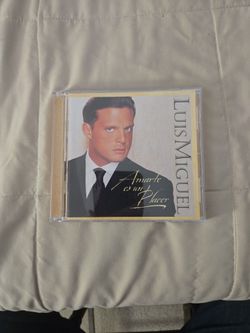 LUIS MIGUEL
Amarte
es un
Placer